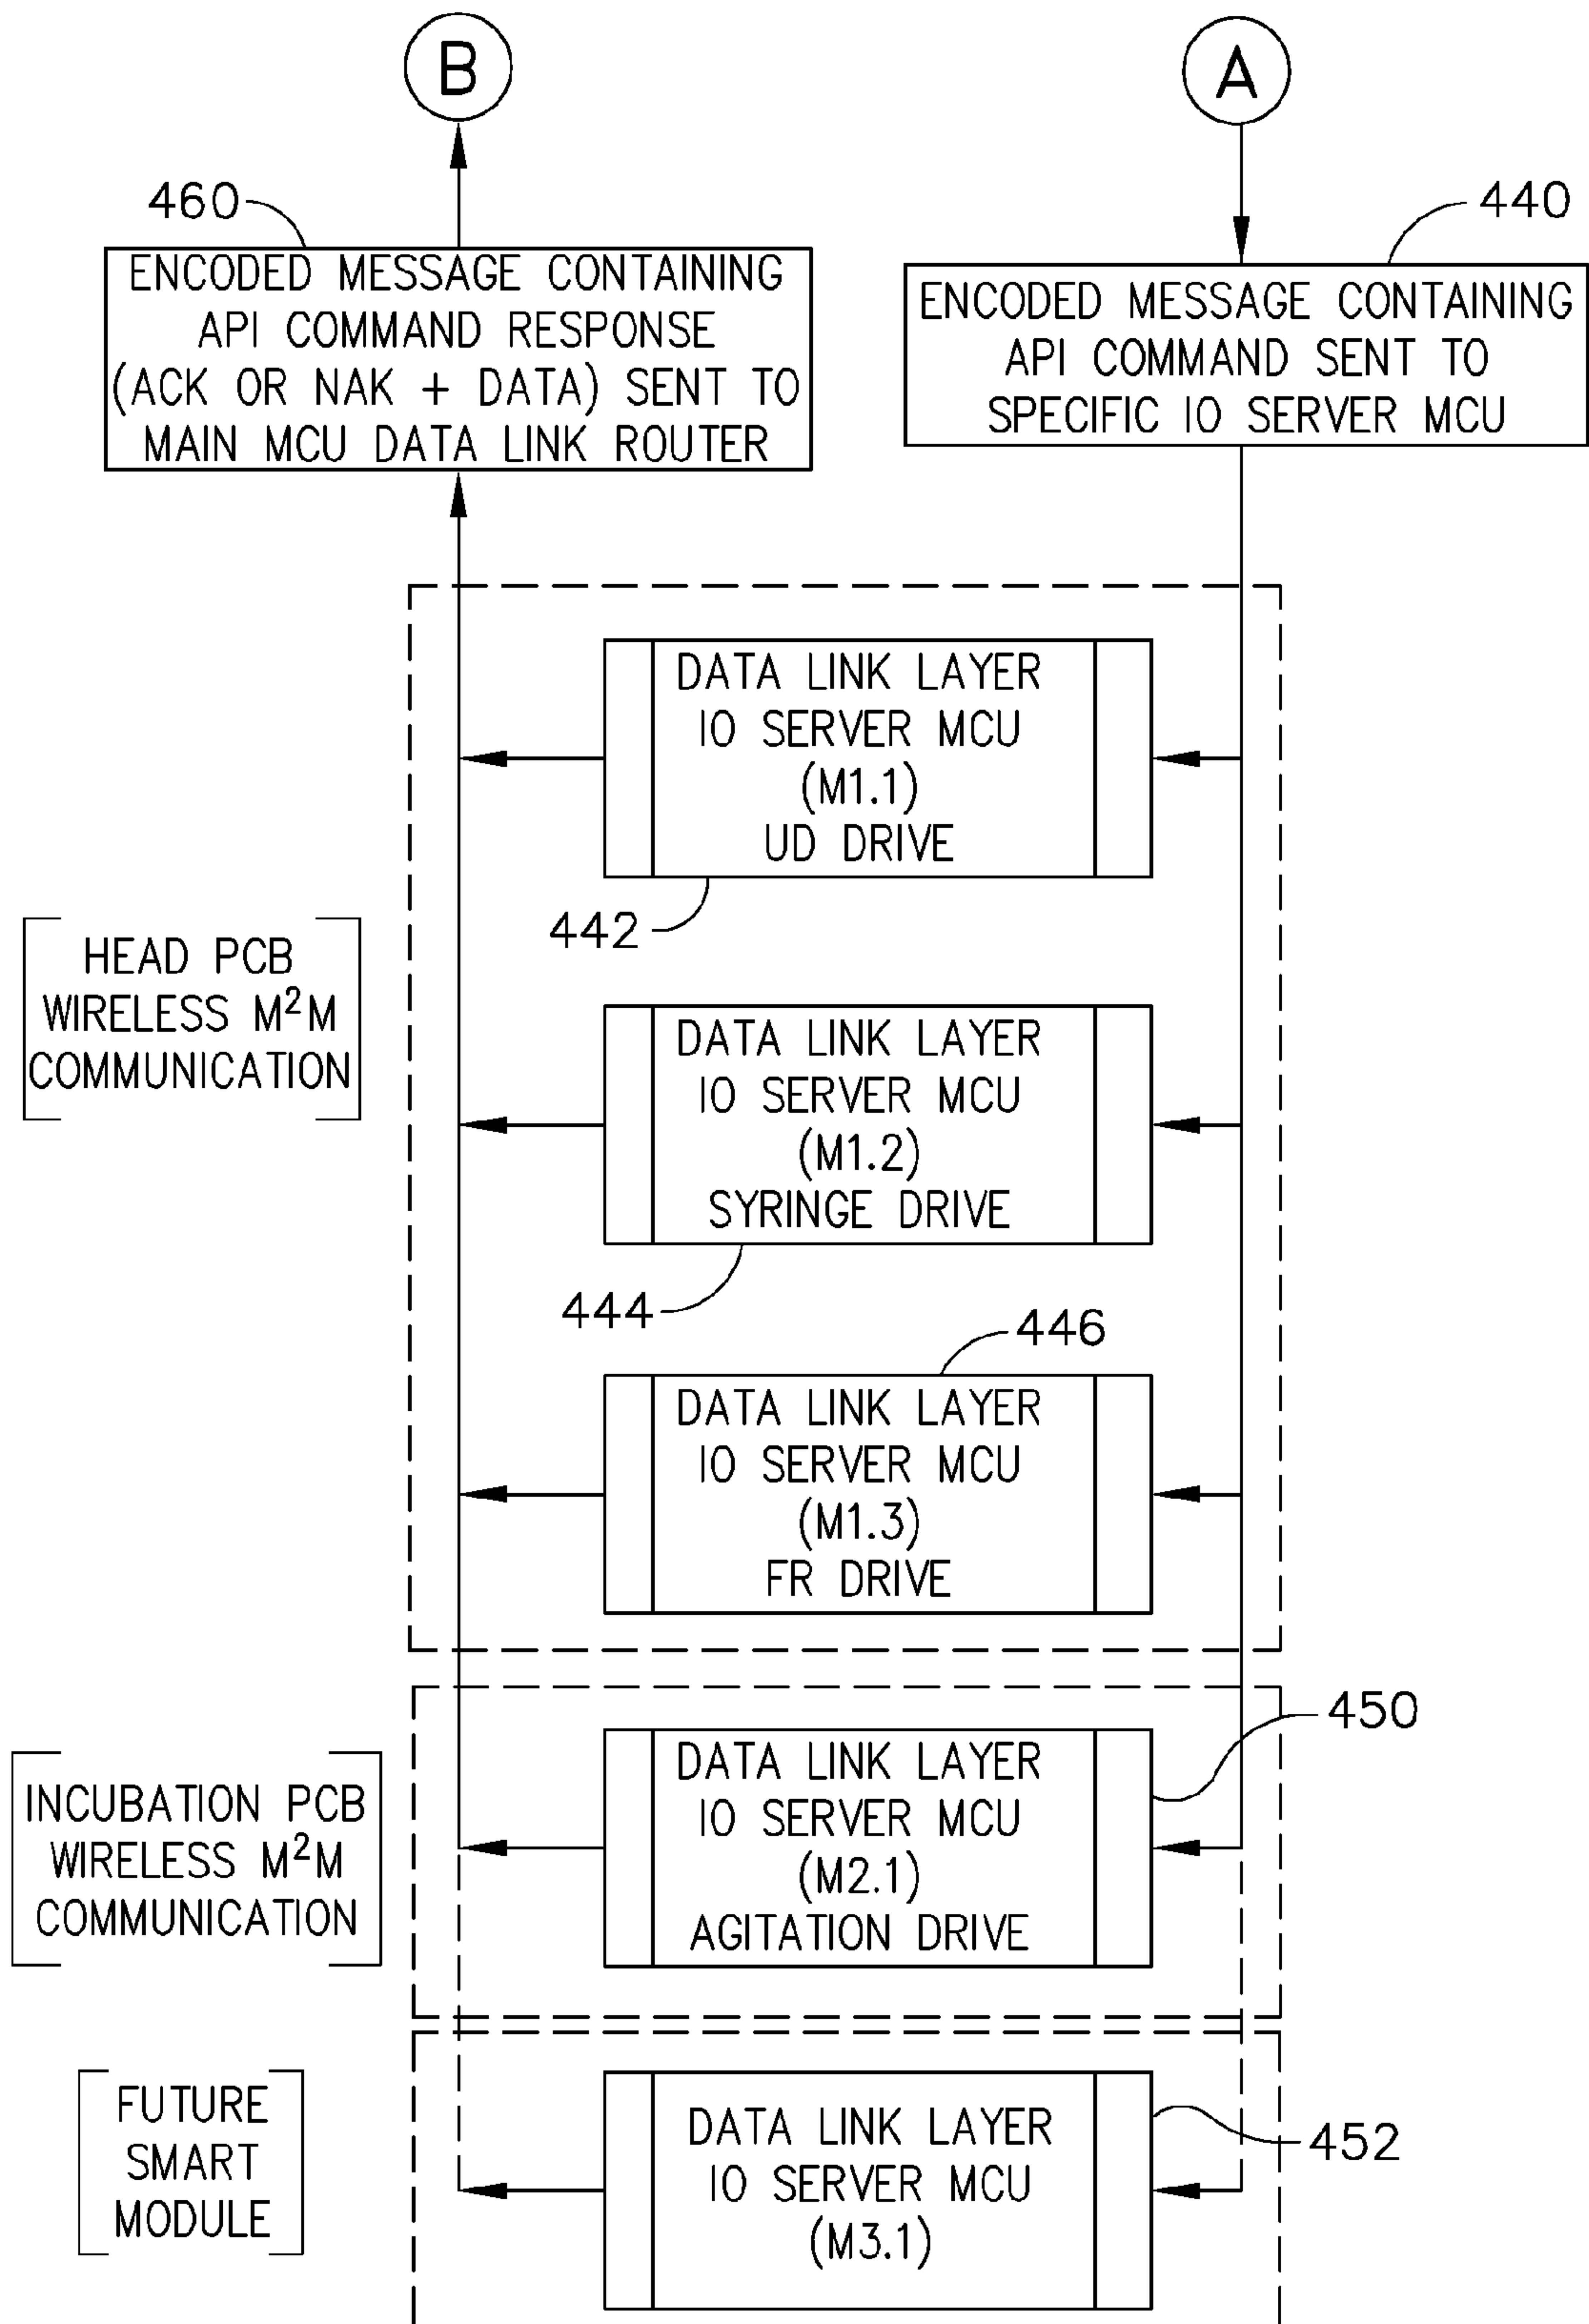 B
A
460
440
ENCODED MESSAGE CONTAINING
API COMMAND RESPONSE
(ACK OR NAK + DATA) SENT TO
MAIN MCU DATA LINK ROUTER
ENCODED MESSAGE CONTAINING
API COMMAND SENT TO
SPECIFIC IO SERVER MCU
DATA LINK LAYER
IO SERVER MCU
(M1.1)
UD DRIVE
442
HEAD PCB
WIRELESS M²M
COMMUNICATION
DATA LINK LAYER
IO SERVER MCU
(M1.2)
SYRINGE DRIVE
444
446
DATA LINK LAYER
IO SERVER MCU
(M1.3)
FR DRIVE
450
INCUBATION PCB
WIRELESS M²M
COMMUNICATION
DATA LINK LAYER
IO SERVER MCU
(M2.1)
AGITATION DRIVE
FUTURE
SMART
MODULE
DATA LINK LAYER
IO SERVER MCU
(M3.1)
452